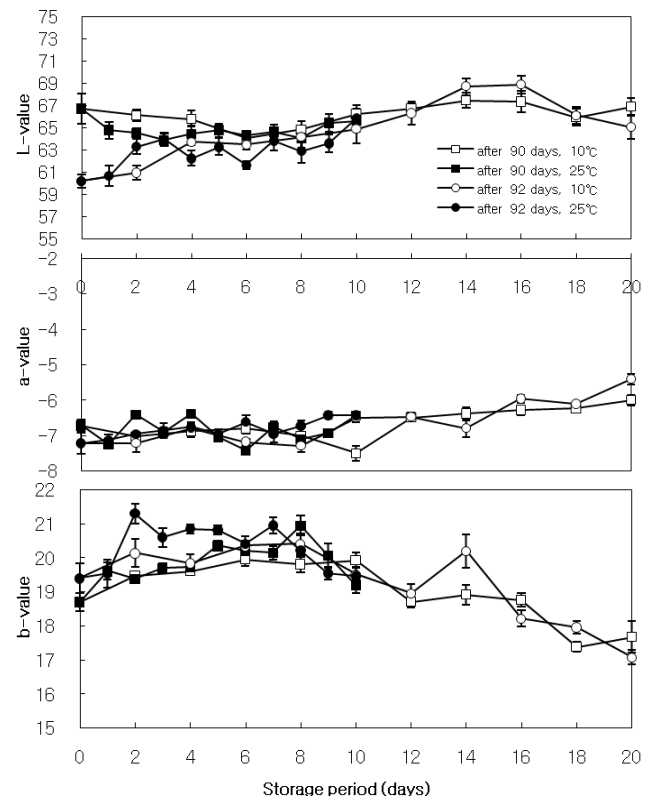 75
73
71
69
67
65
63
61
59
57
55
L-value
after 90 days, 10℃
after 90 days, 25℃
after 92 days, 10℃
after 92 days, 25℃
-2
-3
-4
-5
-6
-7
-8
a-value
0 2 4 6 8 10 12 14 16 18 20
22
21
20
19
18
17
16
15
b-value
0 2 4 6 8 10 12 14 16 18 20
Storage period (days)